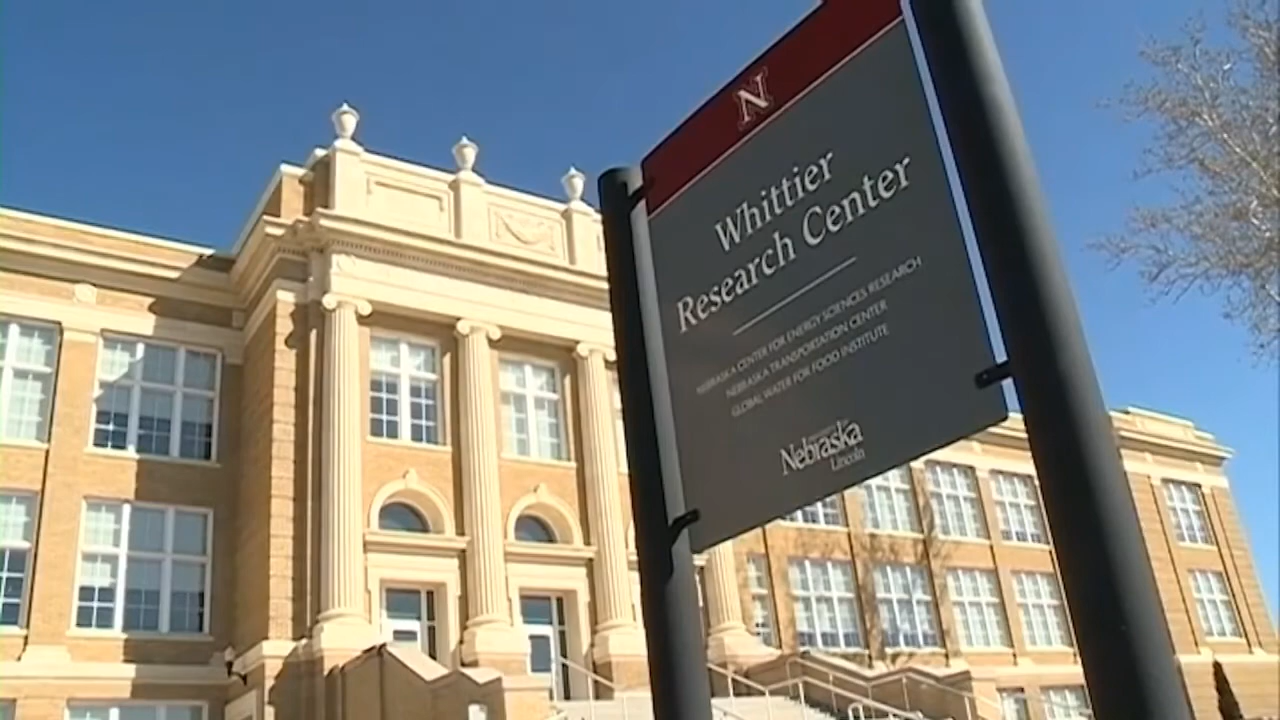 N
Whittier
Research Center
NEBRASKA CENTER FOR ENERGY SCIENCES RESEARCH
NEBRASKA TRANSPORTATION CENTER
GLOBAL WATER FOR FOOD INSTITUTE
Nebraska
Lincoln